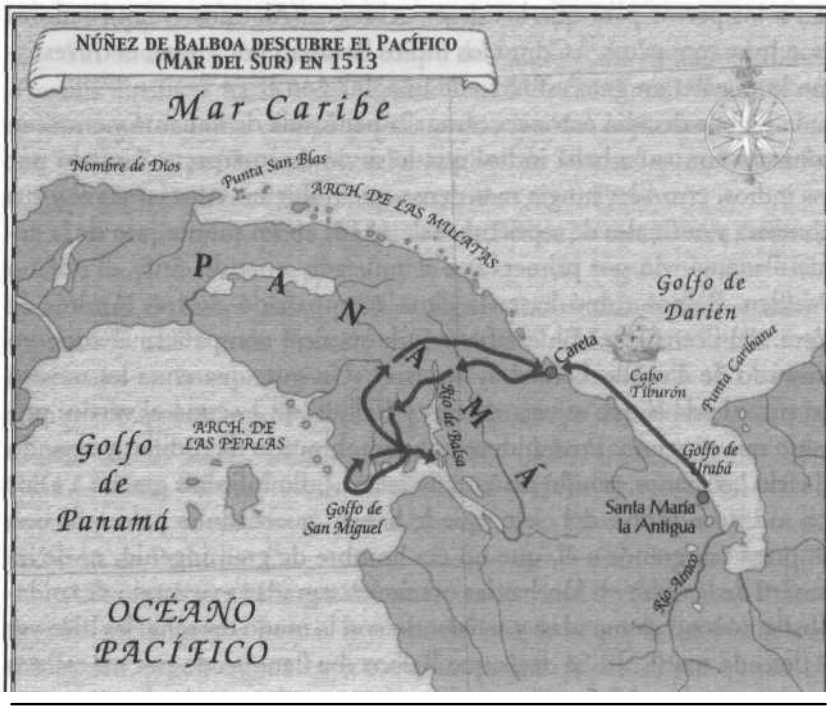 NÚÑEZ DE BALBOA DESCUBRE EL PACÍFICO
(MAR DEL SUR) EN 1513
Mar Caribe
Nombre de Dios
Punta San Blas
ARCH. DE LAS MULATAS
PANAMÁ
Golfo de
Darién
Careta
Cabo
Tiburón
Punta Caribana
Río de Balsa
ARCH. DE
LAS PERLAS
Golfo
de
Panamá
Golfo de
Urabá
Golfo de
San Miguel
Santa María
la Antigua
Río Atrato
OCÉANO
PACÍFICO